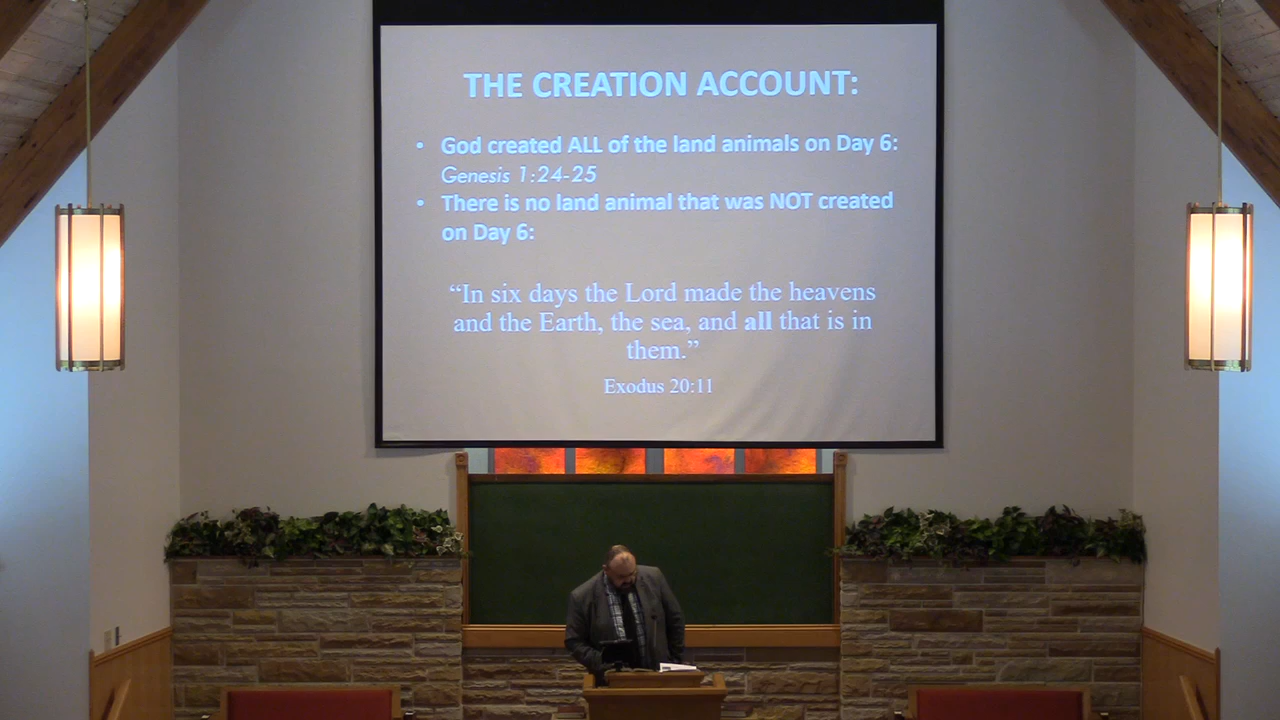 THE CREATION ACCOUNT:
• God created ALL of the land animals on Day 6:
Genesis 1:24-25
• There is no land animal that was NOT created
on Day 6:
“In six days the Lord made the heavens
and the Earth, the sea, and all that is in
them.”
Exodus 20:11